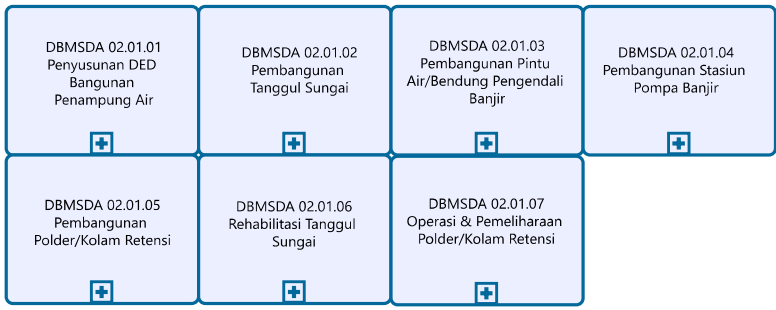 DBMSDA 02.01.01
Penyusunan DED
Bangunan
Penampung Air
DBMSDA 02.01.02
Pembangunan
Tanggul Sungai
DBMSDA 02.01.03
Pembangunan Pintu
Air/Bendung Pengendali
Banjir
DBMSDA 02.01.04
Pembangunan Stasiun
Pompa Banjir
DBMSDA 02.01.05
Pembangunan
Polder/Kolam Retensi
DBMSDA 02.01.06
Rehabilitasi Tanggul
Sungai
DBMSDA 02.01.07
Operasi & Pemeliharaan
Polder/Kolam Retensi